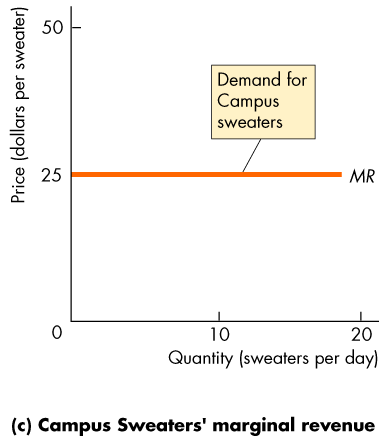 Price (dollars per sweater)
50
Demand for
Campus
sweaters
25
MR
0
10
20
Quantity (sweaters per day)
(c) Campus Sweaters' marginal revenue